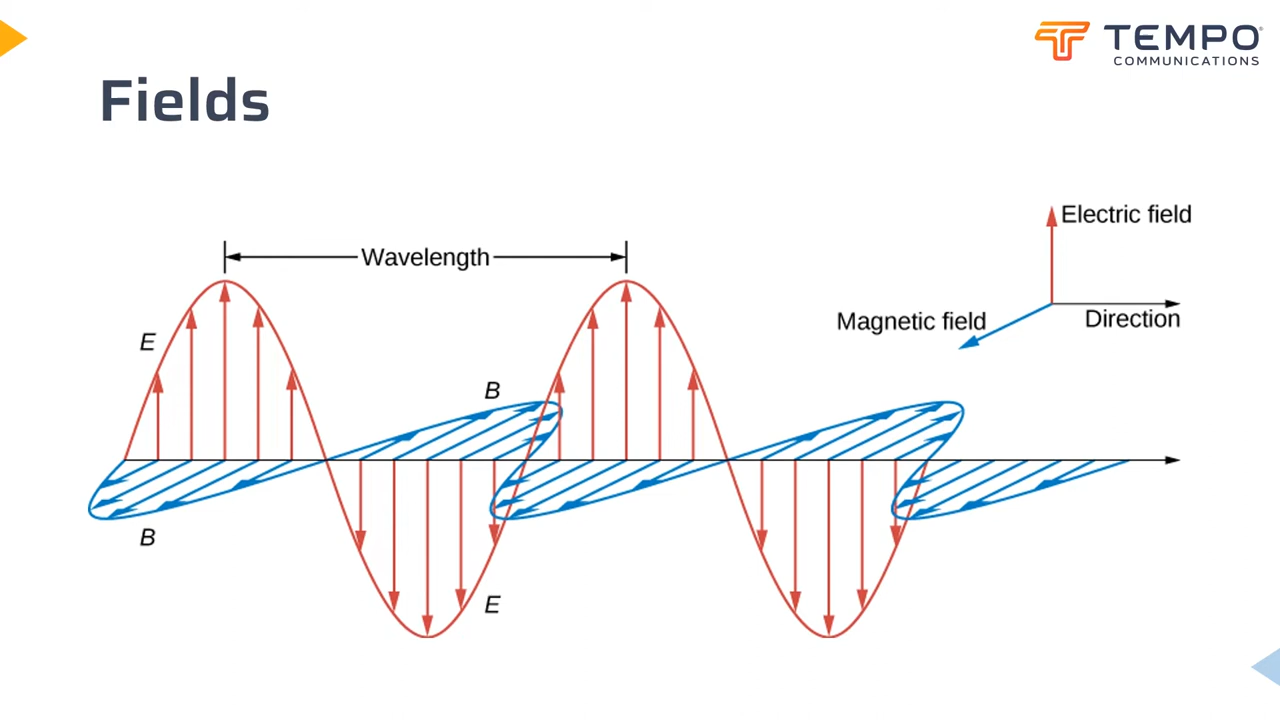 TEMPO
COMMUNICATIONS
Fields
Electric field
Wavelength
Magnetic field
Direction
E
B
B
E